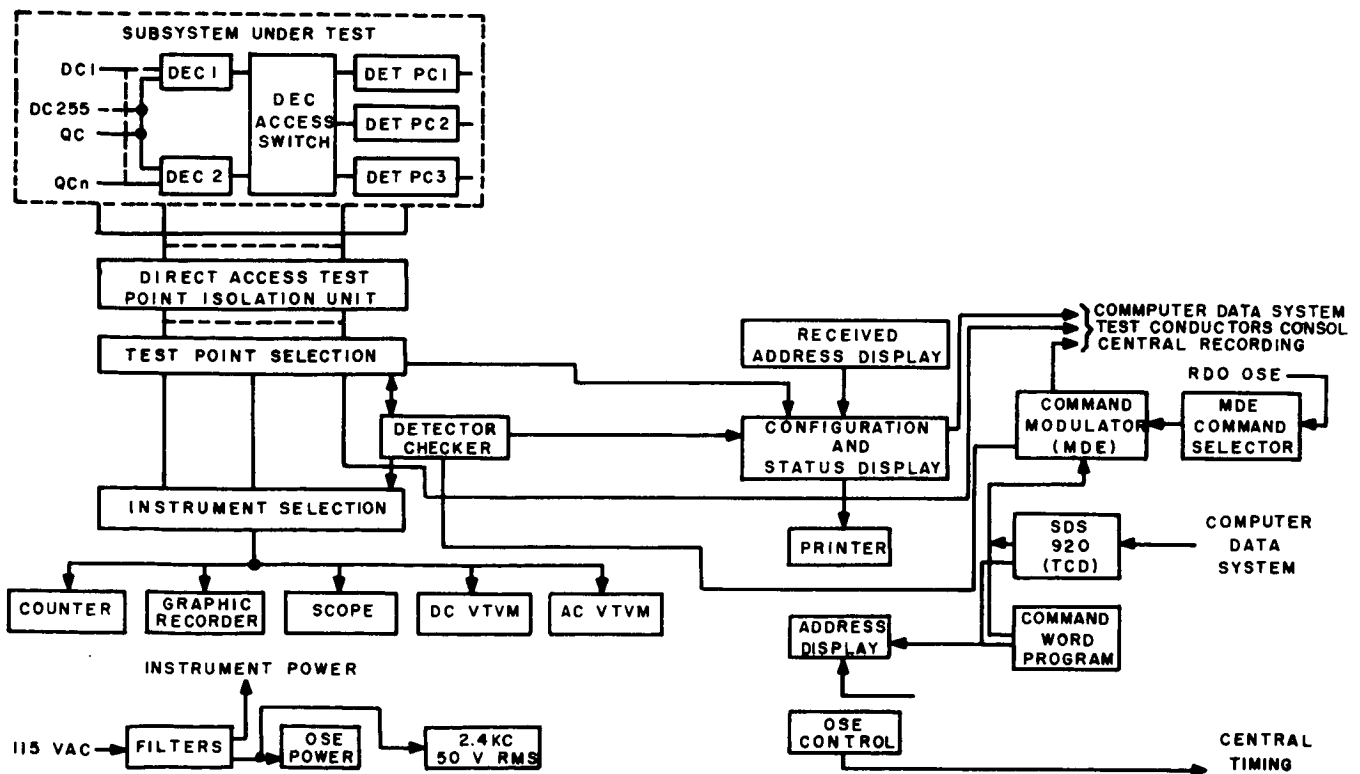 SUBSYSTEM UNDER TEST
DC1
DC255
QC
QCn
DEC 1
DEC 2
DEC
ACCESS
SWITCH
DET PC1
DET PC2
DET PC3
DIRECT ACCESS TEST
POINT ISOLATION UNIT
TEST POINT SELECTION
DETECTOR
CHECKER
INSTRUMENT SELECTION
COUNTER
GRAPHIC
RECORDER
SCOPE
DC VTVM
AC VTVM
RECEIVED
ADDRESS DISPLAY
CONFIGURATION
AND
STATUS DISPLAY
PRINTER
COMMPUTER DATA SYSTEM
TEST CONDUCTORS CONSOL
CENTRAL RECORDING
RDO OSE
COMMAND
MODULATOR
(MDE)
MDE
COMMAND
SELECTOR
SDS
920
(TCD)
COMPUTER
DATA
SYSTEM
COMMAND
WORD
PROGRAM
ADDRESS
DISPLAY
OSE
CONTROL
CENTRAL
TIMING
INSTRUMENT POWER
115 VAC
FILTERS
OSE
POWER
2.4KC
50 V RMS